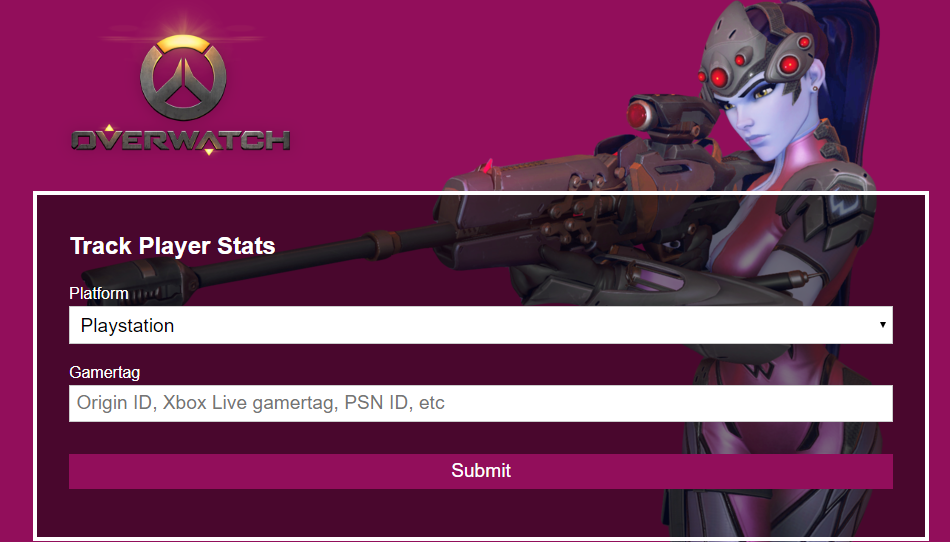 OVERWATCH
Track Player Stats
Platform
Playstation
Gamertag
Origin ID, Xbox Live gamertag, PSN ID, etc
Submit